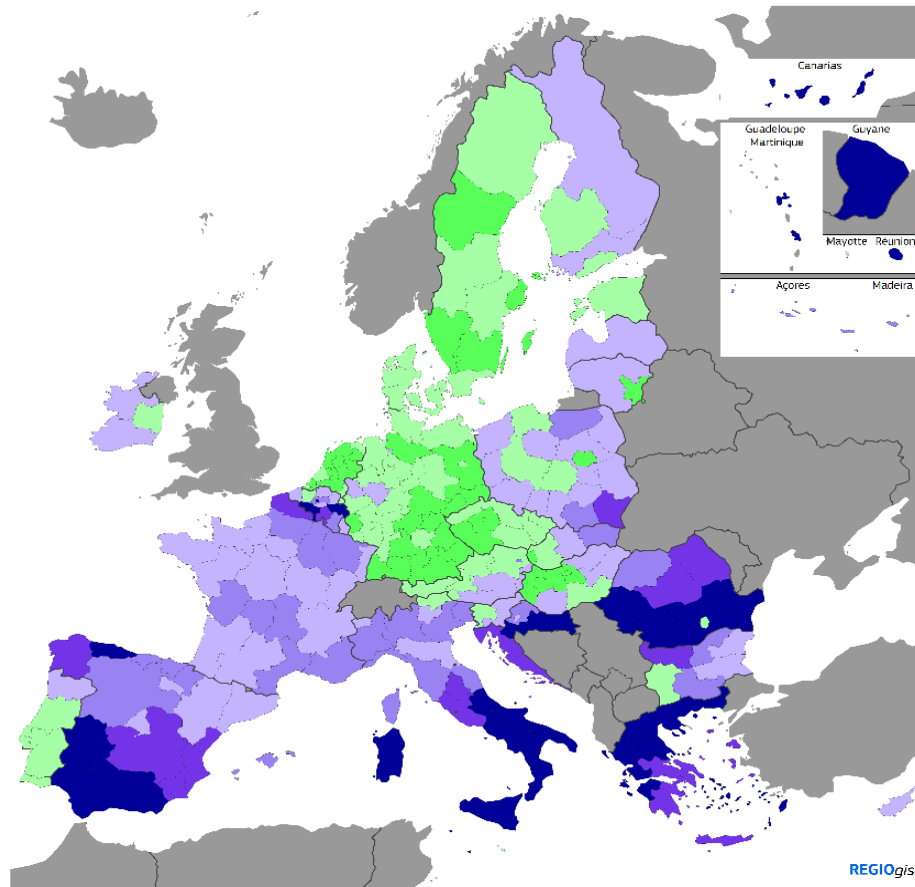 Canarias
Guadeloupe
Martinique
Guyane
Mayotte
Réunion
Açores
Madeira
REGIOgis